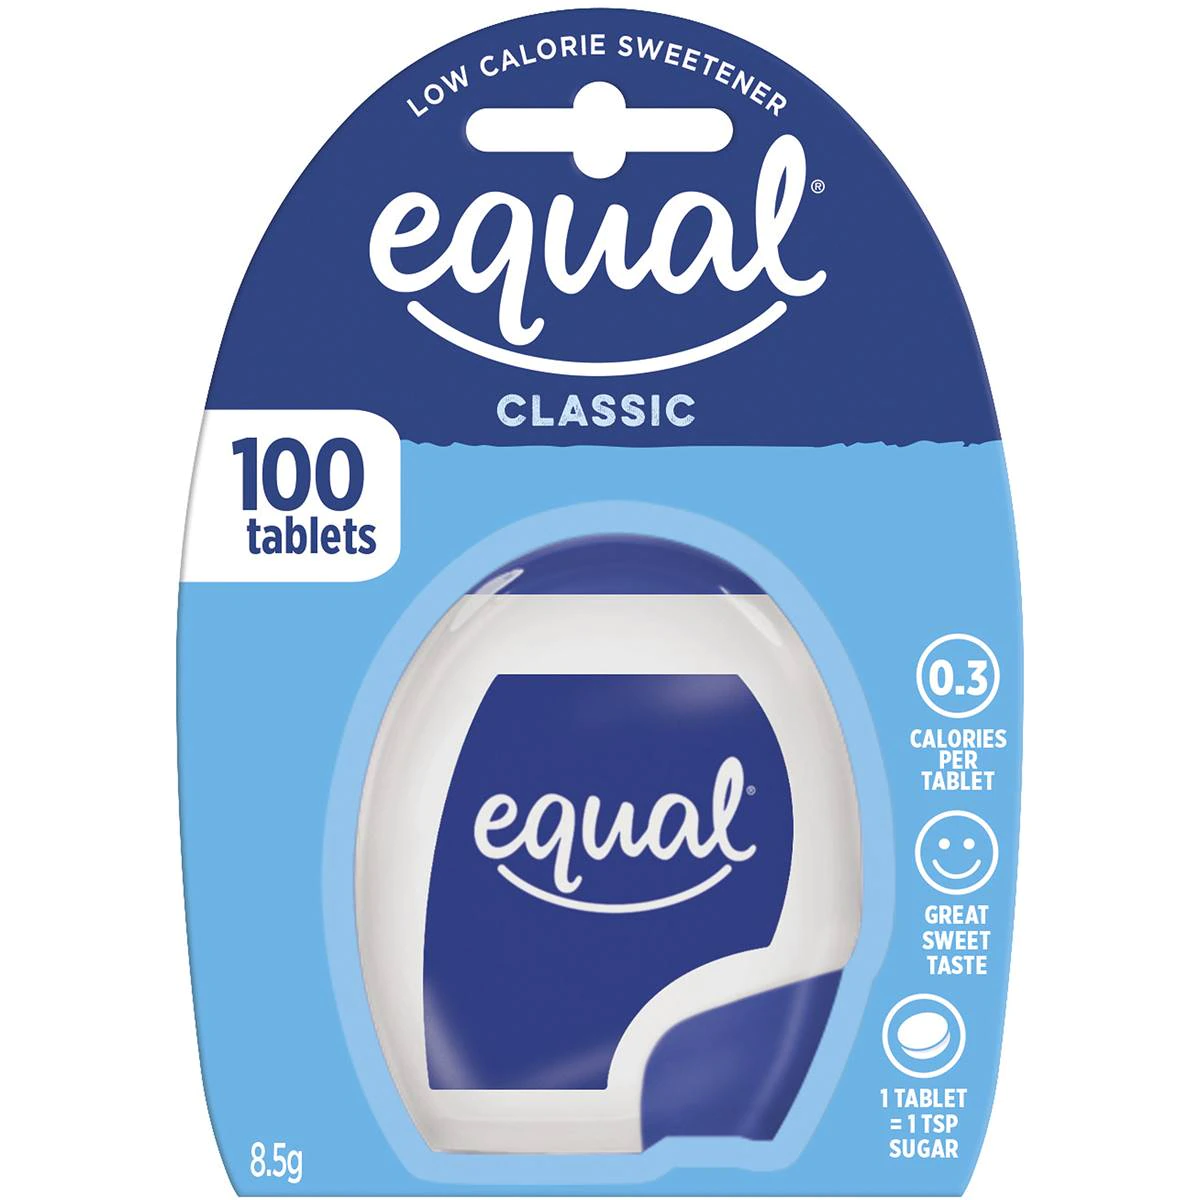 LOW CALORIE SWEETENER
equal®
CLASSIC
100
tablets
equal®
0.3
CALORIES
PER
TABLET
GREAT
SWEET
TASTE
1 TABLET
= 1 TSP
SUGAR
8.5g